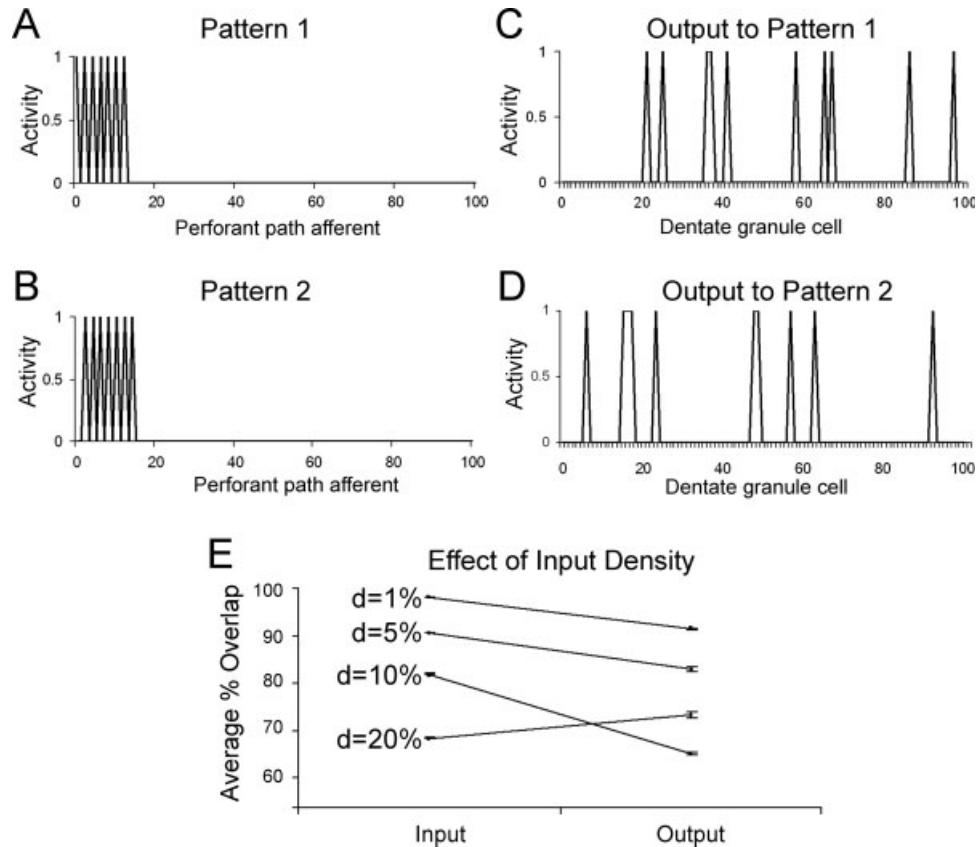 A
Pattern 1
Activity
1
0.5
0
0 20 40 60 80 100
Perforant path afferent
C
Output to Pattern 1
Activity
1
0.5
0
0 20 40 60 80 100
Dentate granule cell
B
Pattern 2
Activity
1
0.5
0
0 20 40 60 80 100
Perforant path afferent
D
Output to Pattern 2
Activity
1
0.5
0
0 20 40 60 80 100
Dentate granule cell
E
Effect of Input Density
Average % Overlap
100
90
80
70
60
d=1%
d=5%
d=10%
d=20%
Input Output